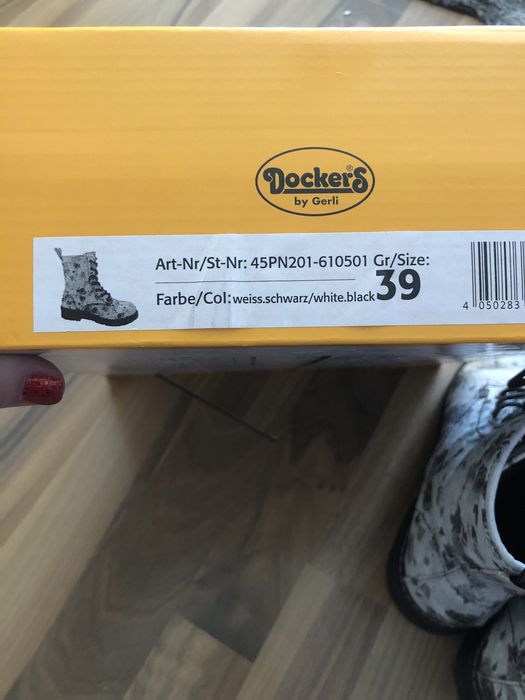 Dockers®
by Gerli
Art-Nr/St-Nr: 45PN201-610501 Gr/Size:
Farbe/Col:weiss.schwarz/white.black 39
4 050283